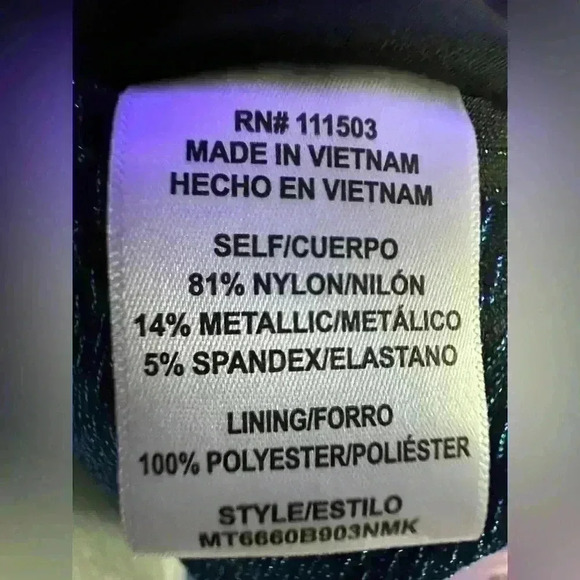 RN# 111503
MADE IN VIETNAM
HECHO EN VIETNAM
SELF/CUERPO
81% NYLON/NILÓN
14% METALLIC/METÁLICO
5% SPANDEX/ELASTANO
LINING/FORRO
100% POLYESTER/POLIÉSTER
STYLE/ESTILO
MT6660B903NMK